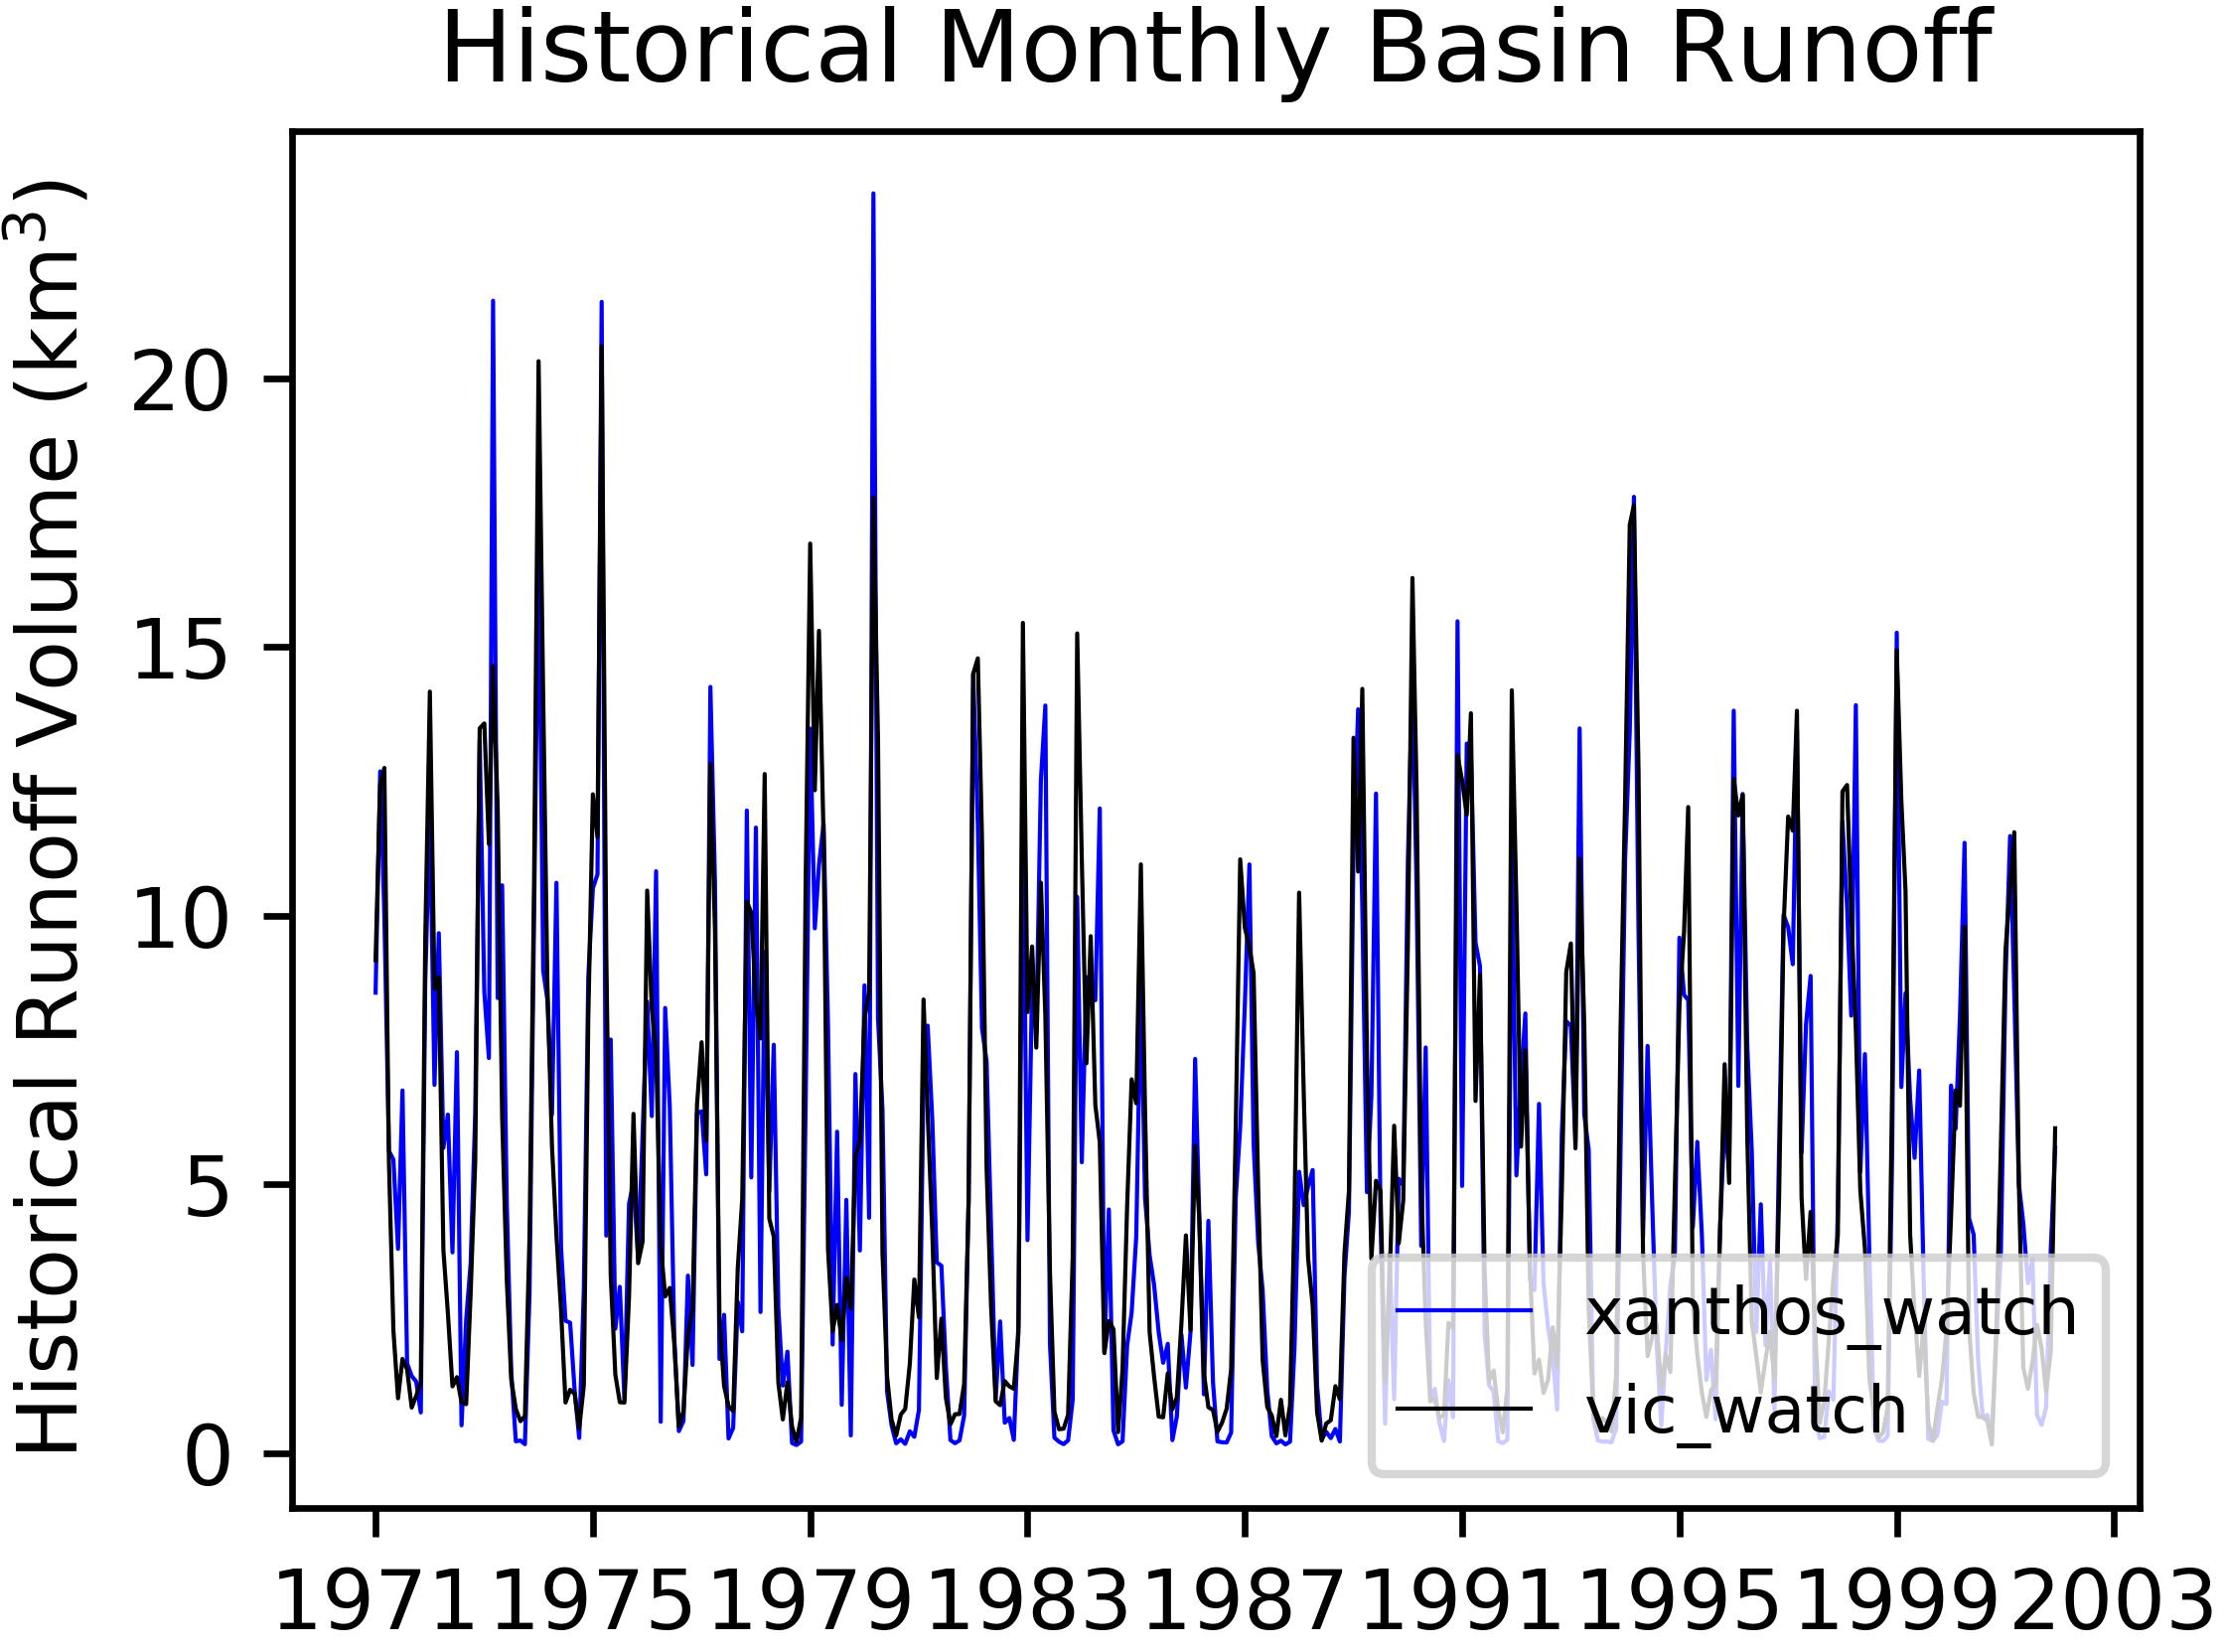 Historical Monthly Basin Runoff
Historical Runoff Volume (km³)
20
15
10
5
0
xanthos_watch
vic_watch
1971 1975 1979 1983 1987 1991 1995 1999 2003